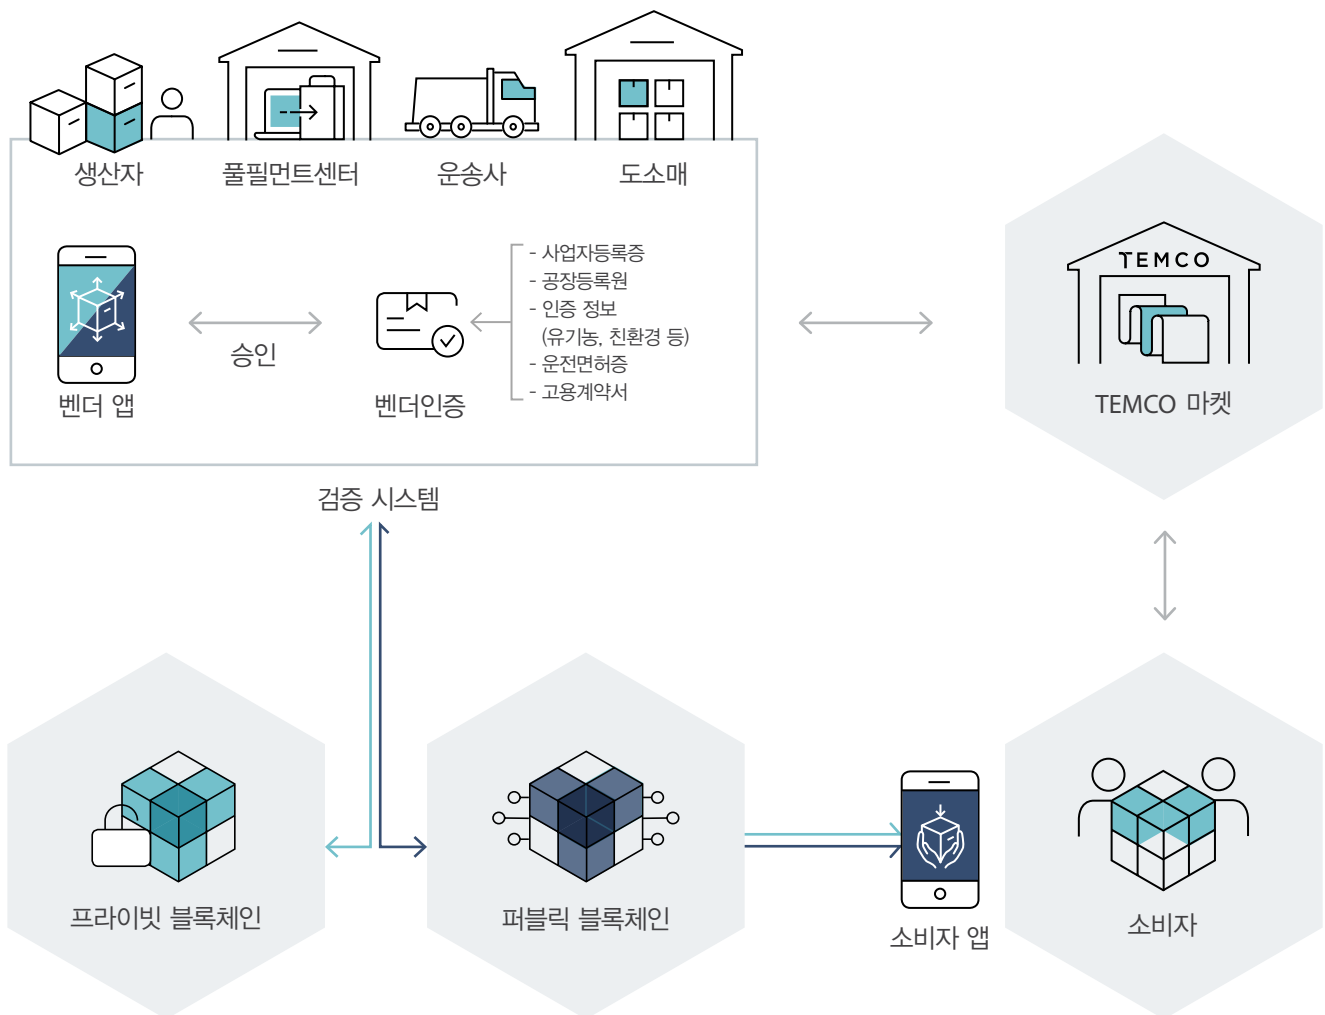 생산자
풀필먼트센터
운송사
도소매
벤더 앱
승인
벤더인증
- 사업자등록증
- 공장등록원
- 인증 정보
(유기농, 친환경 등)
- 운전면허증
- 고용계약서
TEMCO
TEMCO 마켓
검증 시스템
프라이빗 블록체인
퍼블릭 블록체인
소비자 앱
소비자